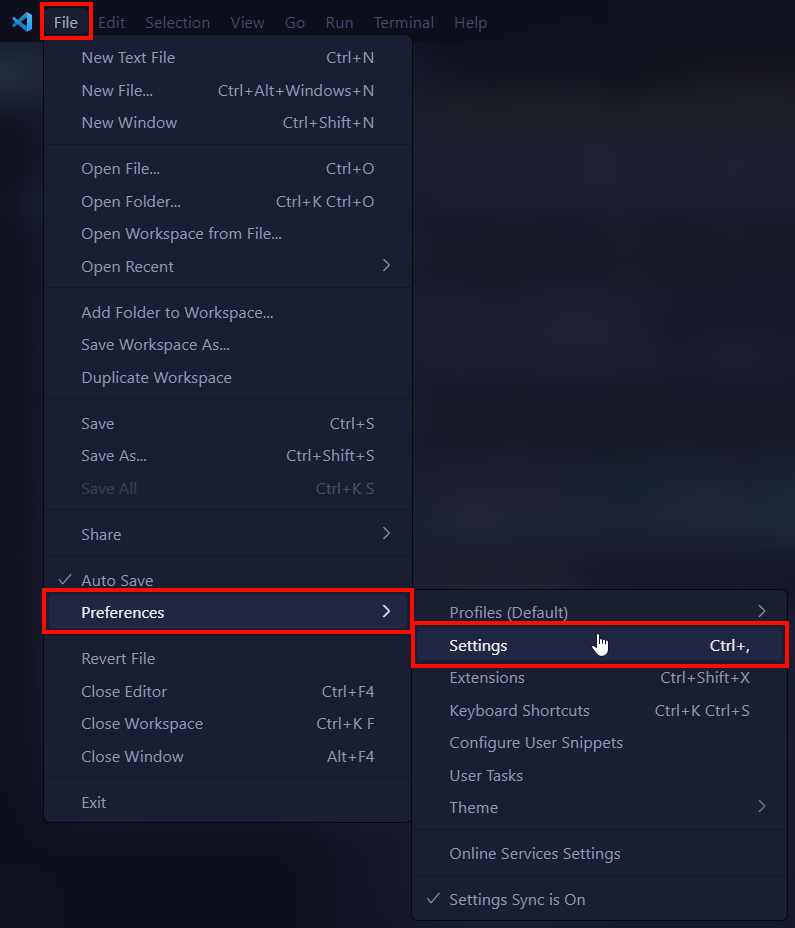 File Edit Selection View Go Run Terminal Help
New Text File Ctrl+N
New File... Ctrl+Alt+Windows+N
New Window Ctrl+Shift+N
Open File... Ctrl+O
Open Folder... Ctrl+K Ctrl+O
Open Workspace from File...
Open Recent
Add Folder to Workspace...
Save Workspace As...
Duplicate Workspace
Save Ctrl+S
Save As... Ctrl+Shift+S
Save All Ctrl+K S
Share
Auto Save
Preferences
Revert File
Close Editor Ctrl+F4
Close Workspace Ctrl+K F
Close Window Alt+F4
Exit
Profiles (Default)
Settings Ctrl+,
Extensions Ctrl+Shift+X
Keyboard Shortcuts Ctrl+K Ctrl+S
Configure User Snippets
User Tasks
Theme
Online Services Settings
Settings Sync is On